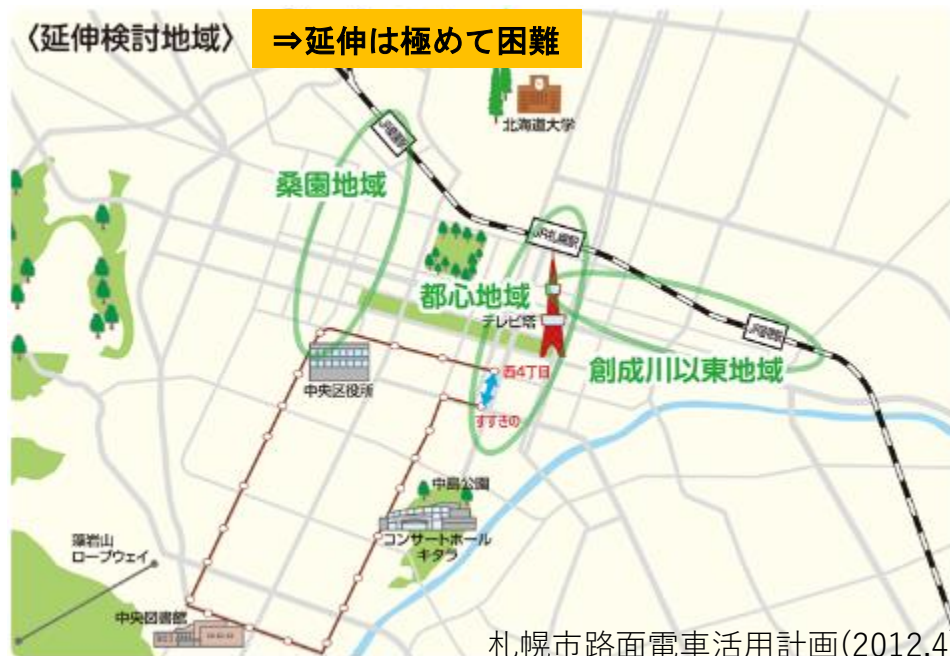 〈延伸検討地域〉
⇒延伸は極めて困難
北海道大学
JR桑園駅
桑園地域
JR札幌駅
都心地域
テレビ塔
JR苗穂駅
創成川以東地域
西4丁目
中央区役所
すすきの
中島公園
コンサートホール
キタラ
藻岩山
ロープウェイ
中央図書館
札幌市路面電車活用計画(2012.4